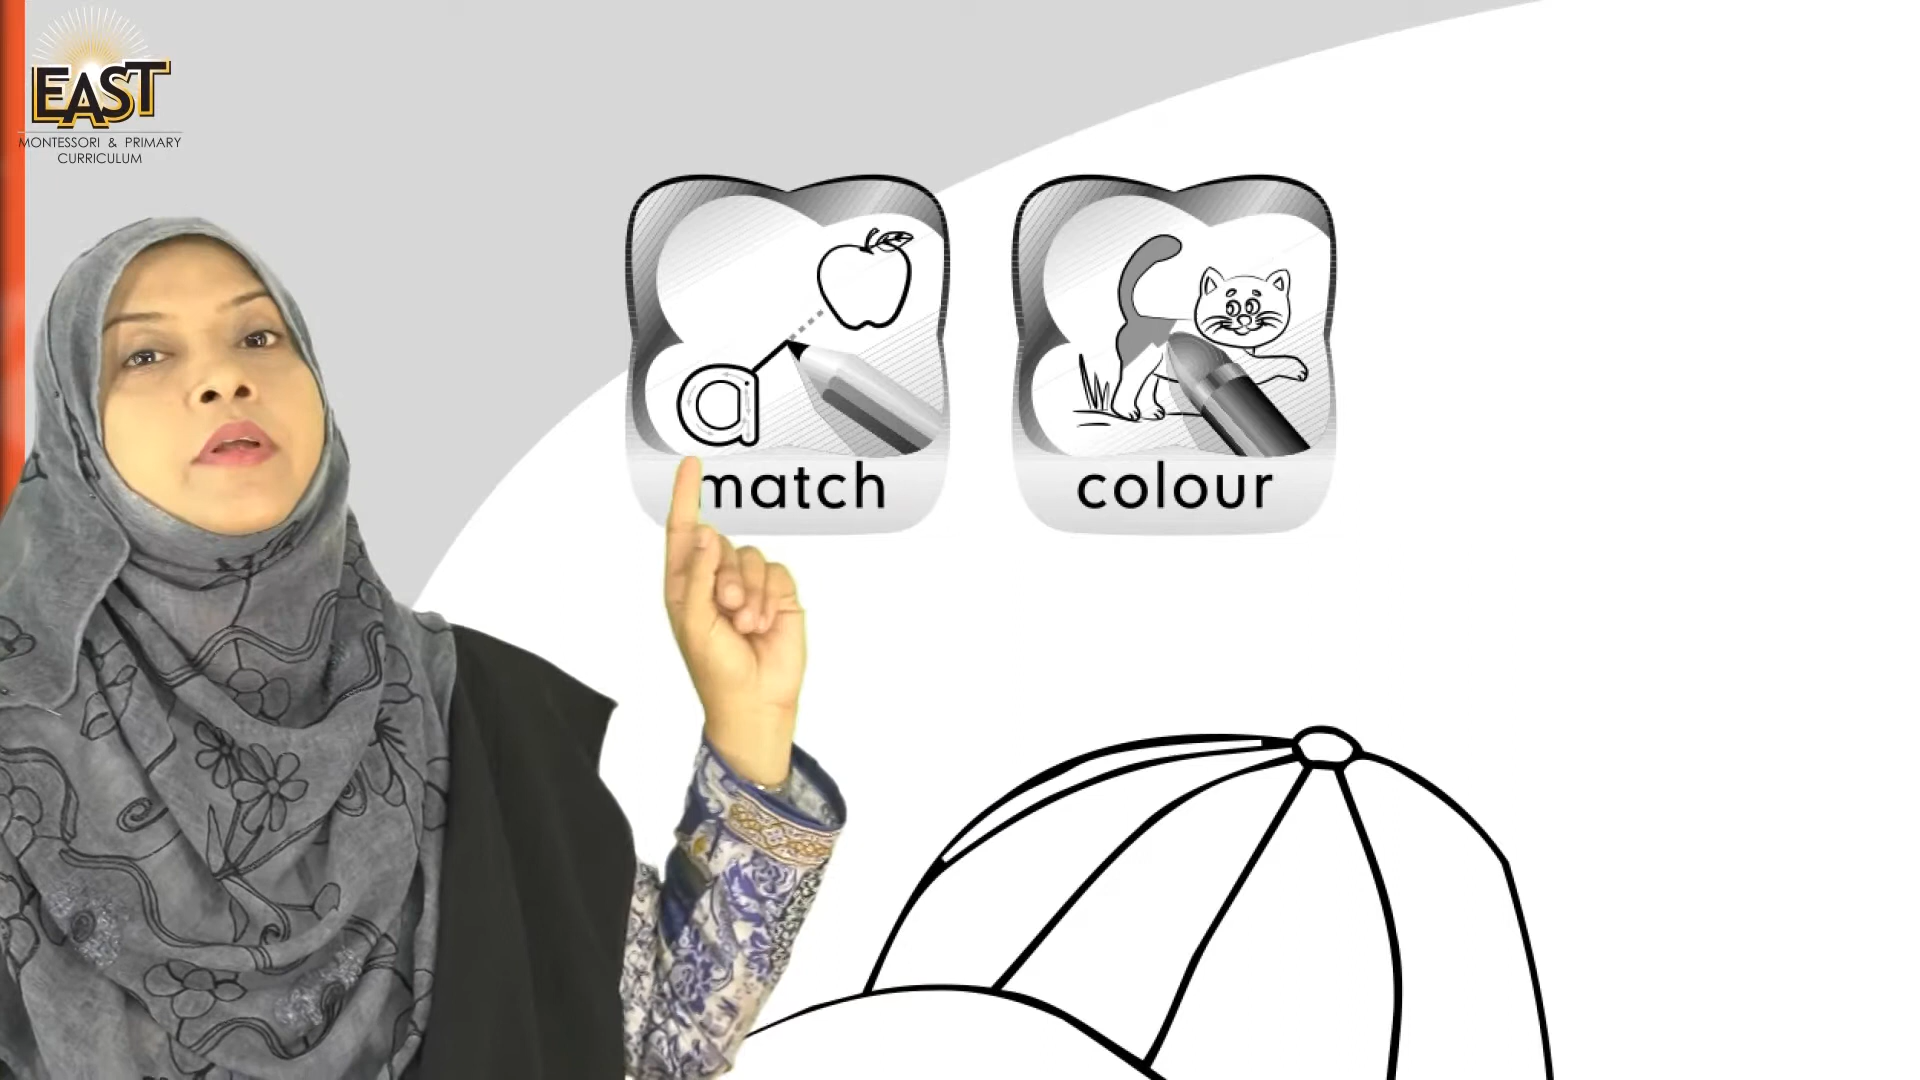 EAST
MONTESSORI & PRIMARY
CURRICULUM
a
match
colour